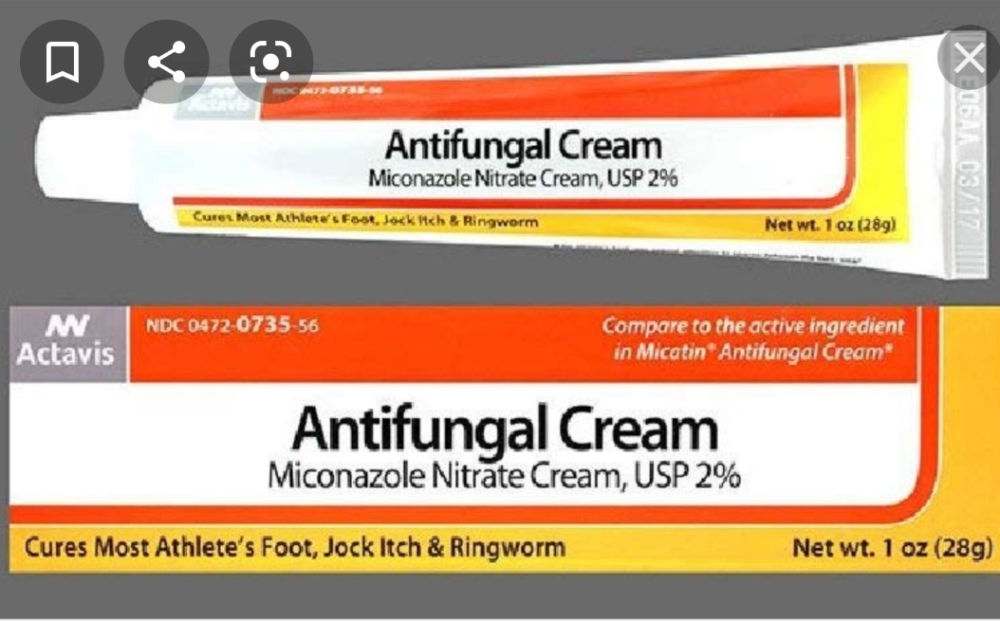 Actavis
NDC 0472-0735-56
Antifungal Cream
Miconazole Nitrate Cream, USP 2%
Cures Most Athlete's Foot, Jock Itch & Ringworm
Net wt. 1 oz (28g)
E06AA 03/17
Actavis
NDC 0472-0735-56
Compare to the active ingredient
in Micatin® Antifungal Cream*
Antifungal Cream
Miconazole Nitrate Cream, USP 2%
Cures Most Athlete's Foot, Jock Itch & Ringworm
Net wt. 1 oz (28g)